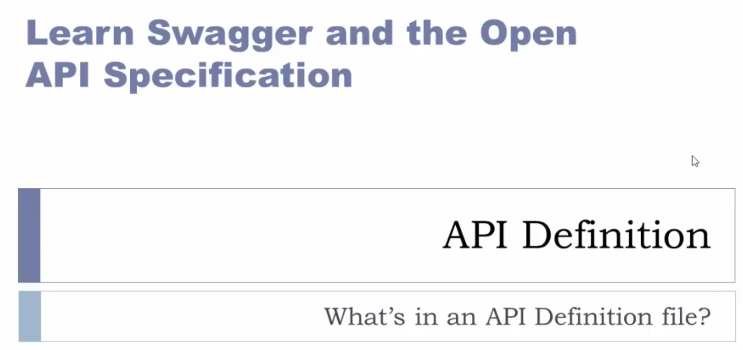 Learn Swagger and the Open
API Specification
API Definition
What's in an API Definition file?